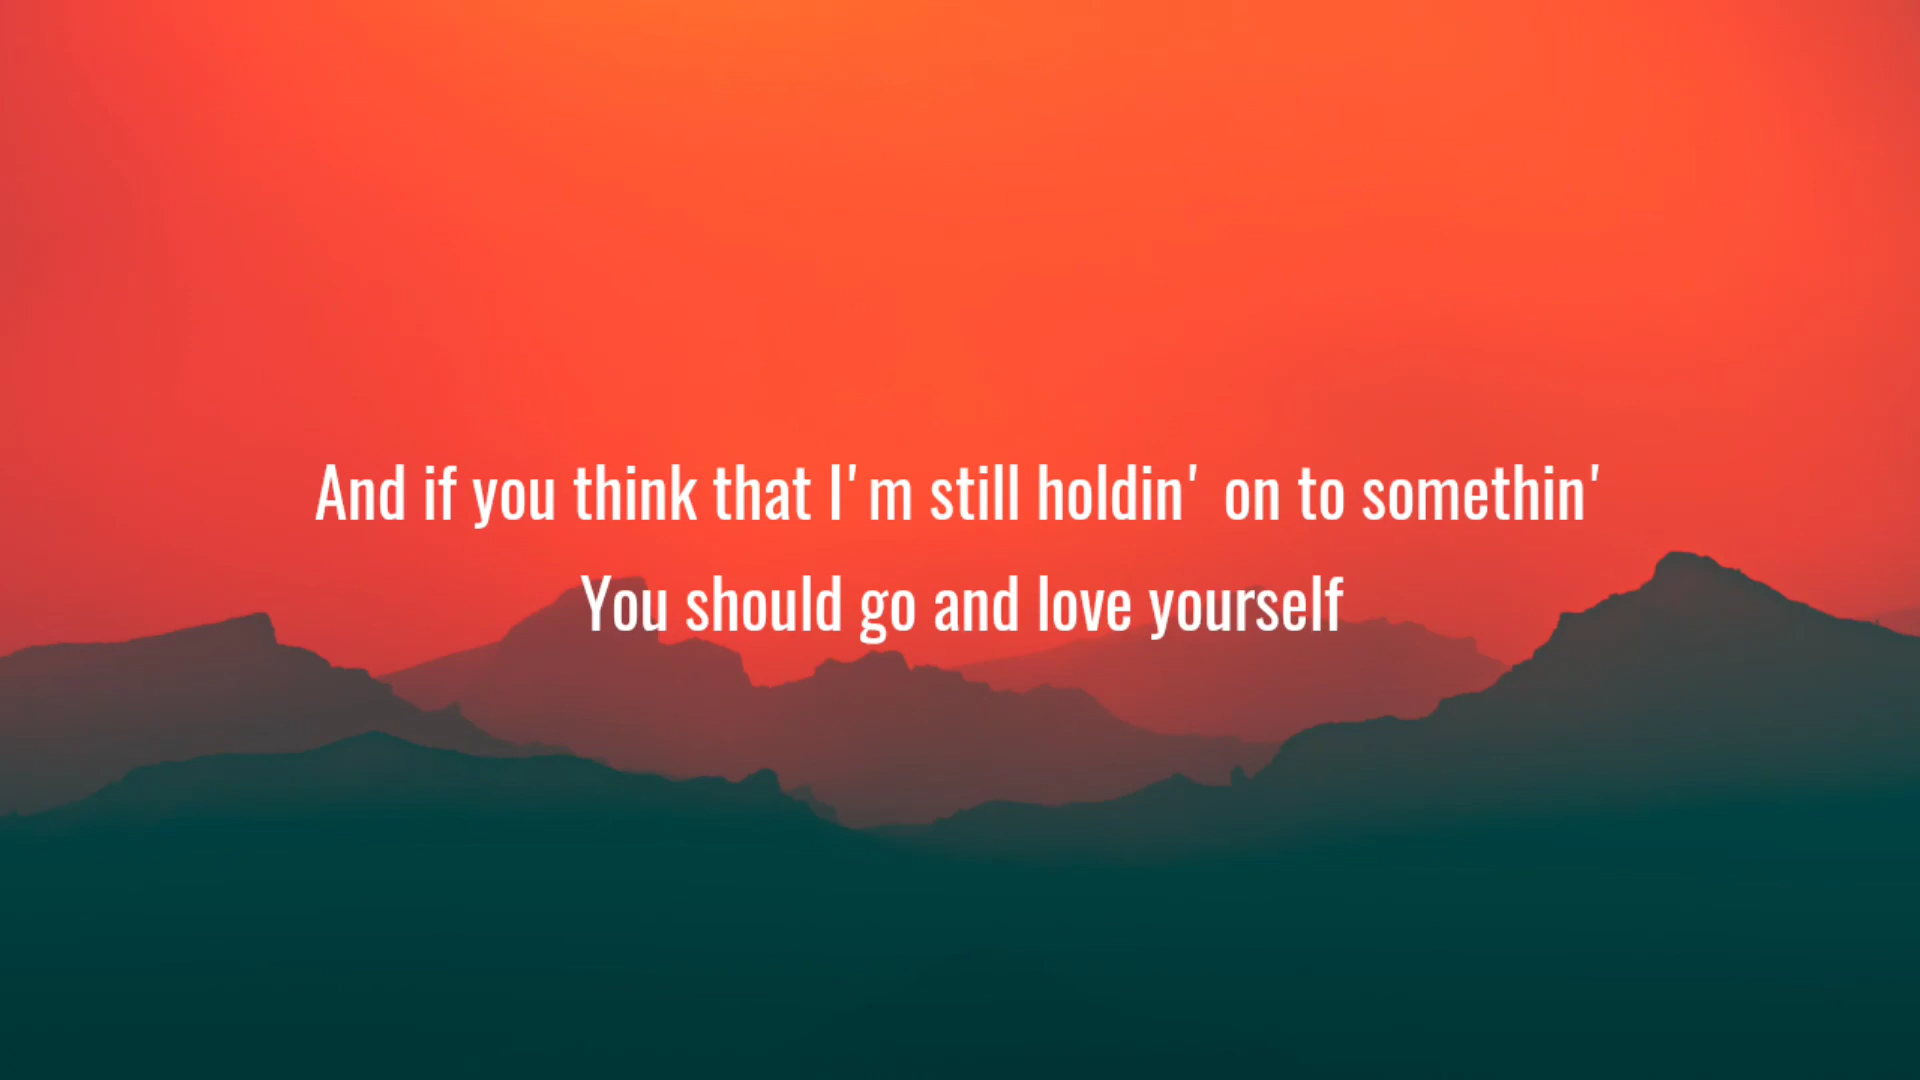 And if you think that I'm still holdin' on to somethin'
You should go and love yourself